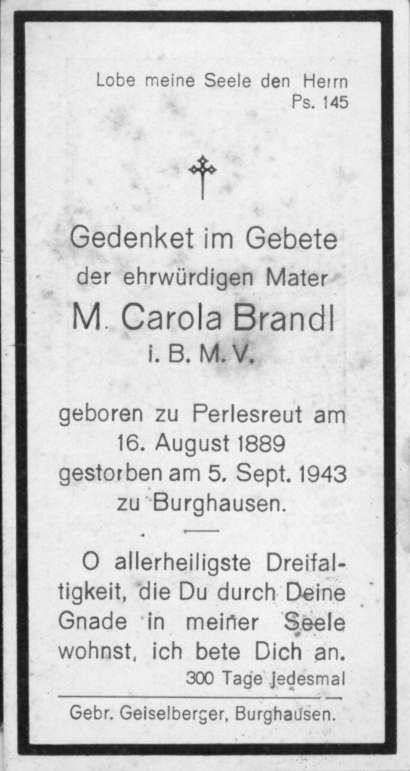 Lobe meine Seele den Herrn
Ps. 145
Gedenket im Gebete
der ehrwürdigen Mater
M. Carola Brandl
i. B. M. V.
geboren zu Perlesreut am
16. August 1889
gestorben am 5. Sept. 1943
zu Burghausen.
O allerheiligste Dreifal-
tigkeit, die Du durch Deine
Gnade in meiner Seele
wohnst, ich bete Dich an.
300 Tage jedesmal
Gebr. Geiselberger, Burghausen.